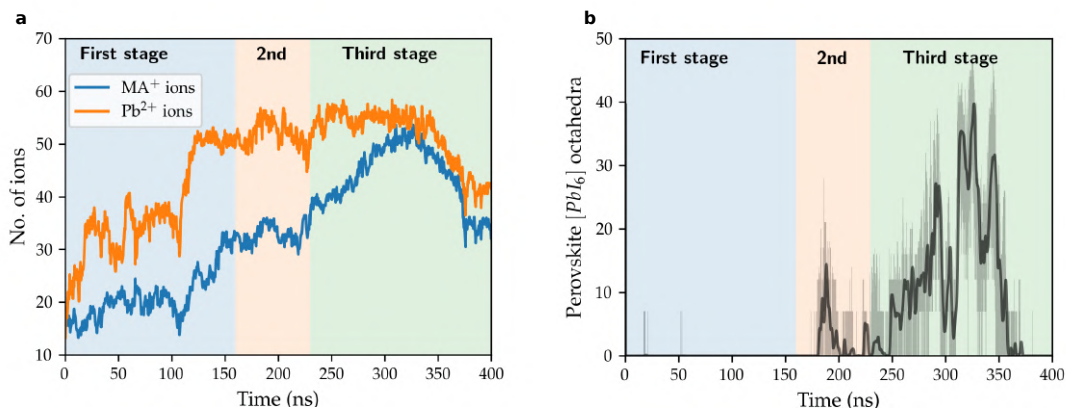 a
First stage
2nd
Third stage
MA⁺ ions
Pb²⁺ ions
No. of ions
70
60
50
40
30
20
10
0
50
100
150
200
250
300
350
400
Time (ns)
b
First stage
2nd
Third stage
Perovskite [PbI₆] octahedra
50
40
30
20
10
0
0
50
100
150
200
250
300
350
400
Time (ns)